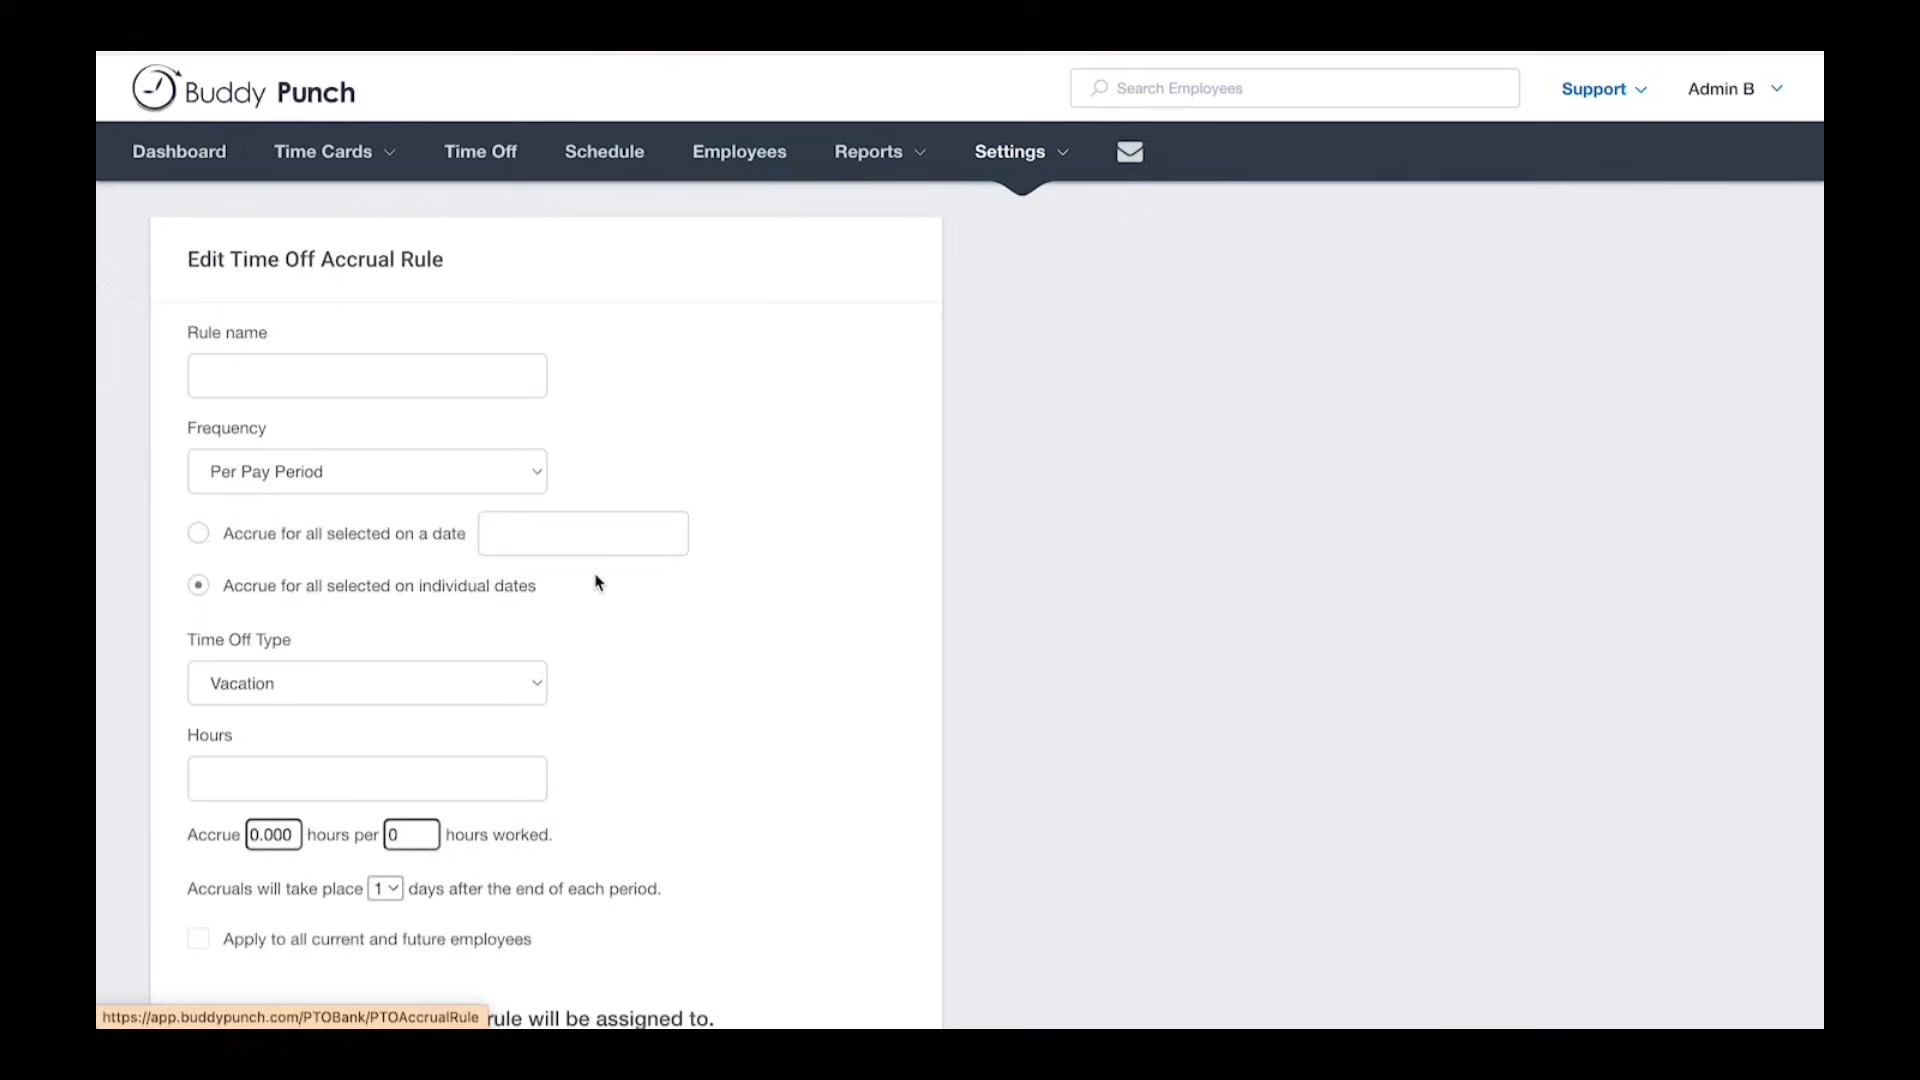 Buddy Punch
Search Employees
Support
Admin B
Dashboard
Time Cards
Time Off
Schedule
Employees
Reports
Settings
Edit Time Off Accrual Rule
Rule name
Frequency
Per Pay Period
Accrue for all selected on a date
Accrue for all selected on individual dates
Time Off Type
Vacation
Hours
Accrue 0.000 hours per 0 hours worked.
Accruals will take place 1 days after the end of each period.
Apply to all current and future employees
https://app.buddypunch.com/PTOBank/PTOAccrualRule rule will be assigned to.